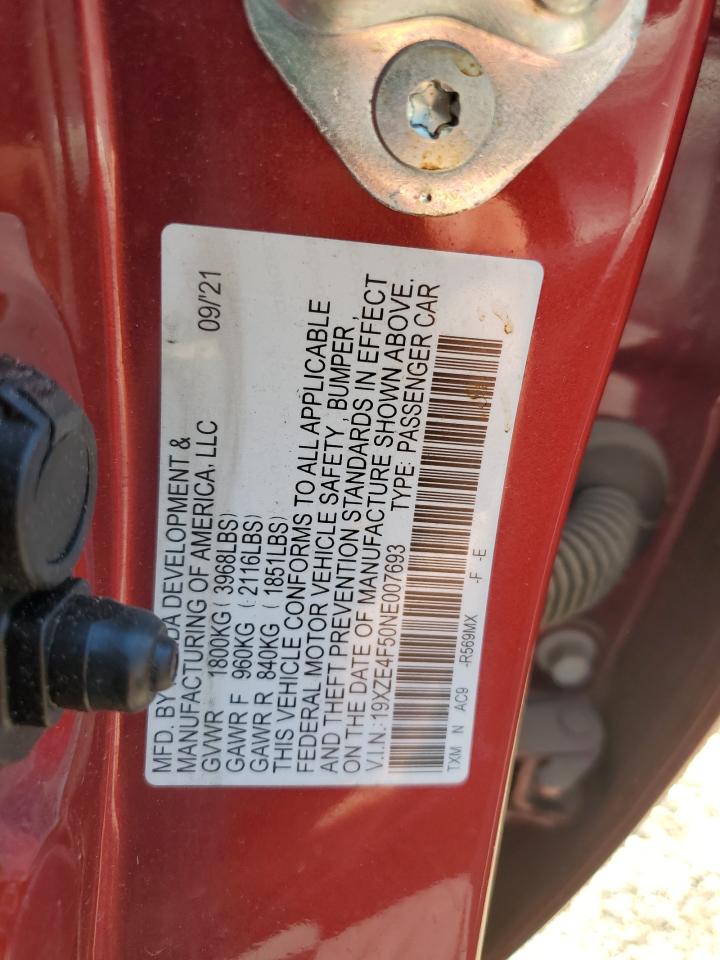 MFD. BY DA DEVELOPMENT &
MANUFACTURING OF AMERICA, LLC 09/'21
GVWR 1800KG (3968LBS)
GAWR F 960KG (2116LBS)
GAWR R 840KG (1851LBS)
THIS VEHICLE CONFORMS TO ALL APPLICABLE
FEDERAL MOTOR VEHICLE SAFETY, BUMPER,
AND THEFT PREVENTION STANDARDS IN EFFECT
ON THE DATE OF MANUFACTURE SHOWN ABOVE.
V.I.N.:19XZE4F50NE007693 TYPE: PASSENGER CAR
TXM N AC9 -R569MX -F -E